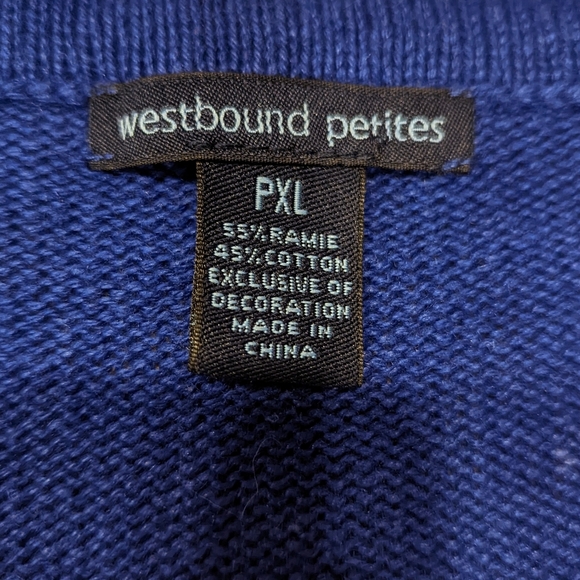 westbound petites
PXL
55% RAMIE
45% COTTON
EXCLUSIVE OF
DECORATION
MADE IN
CHINA